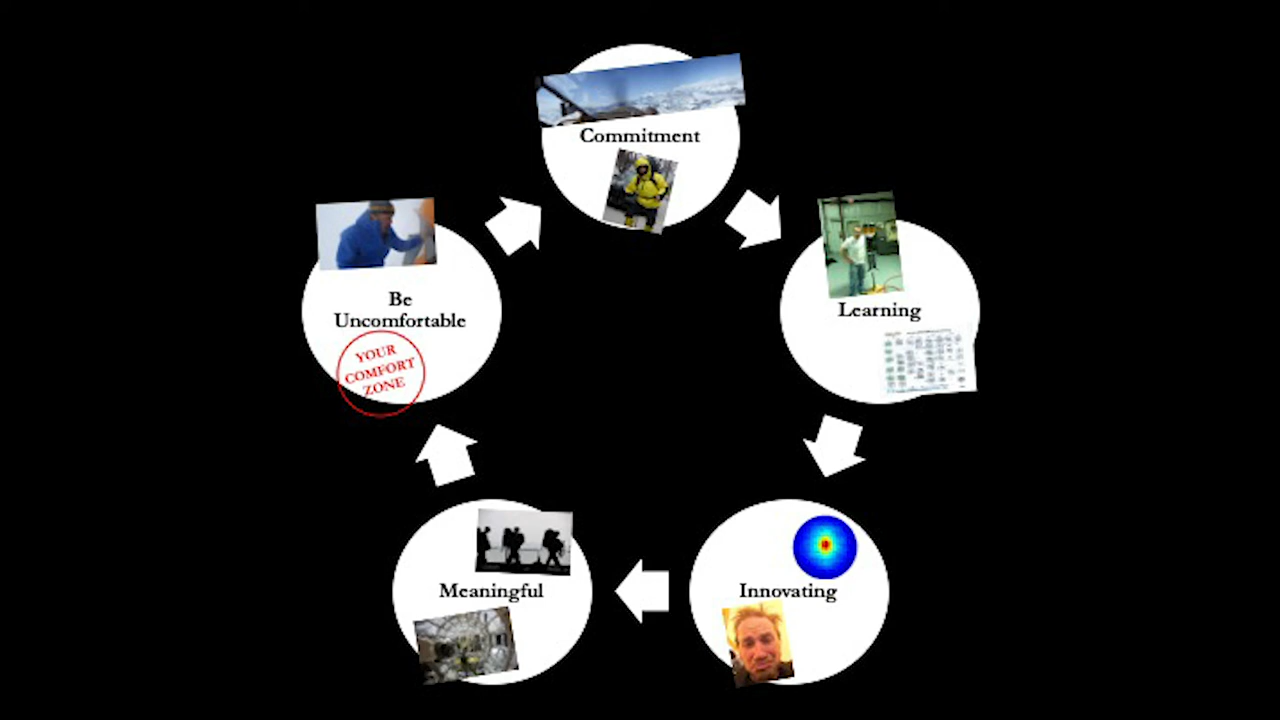 Commitment
Learning
Innovating
Meaningful
Be
Uncomfortable
YOUR
COMFORT
ZONE